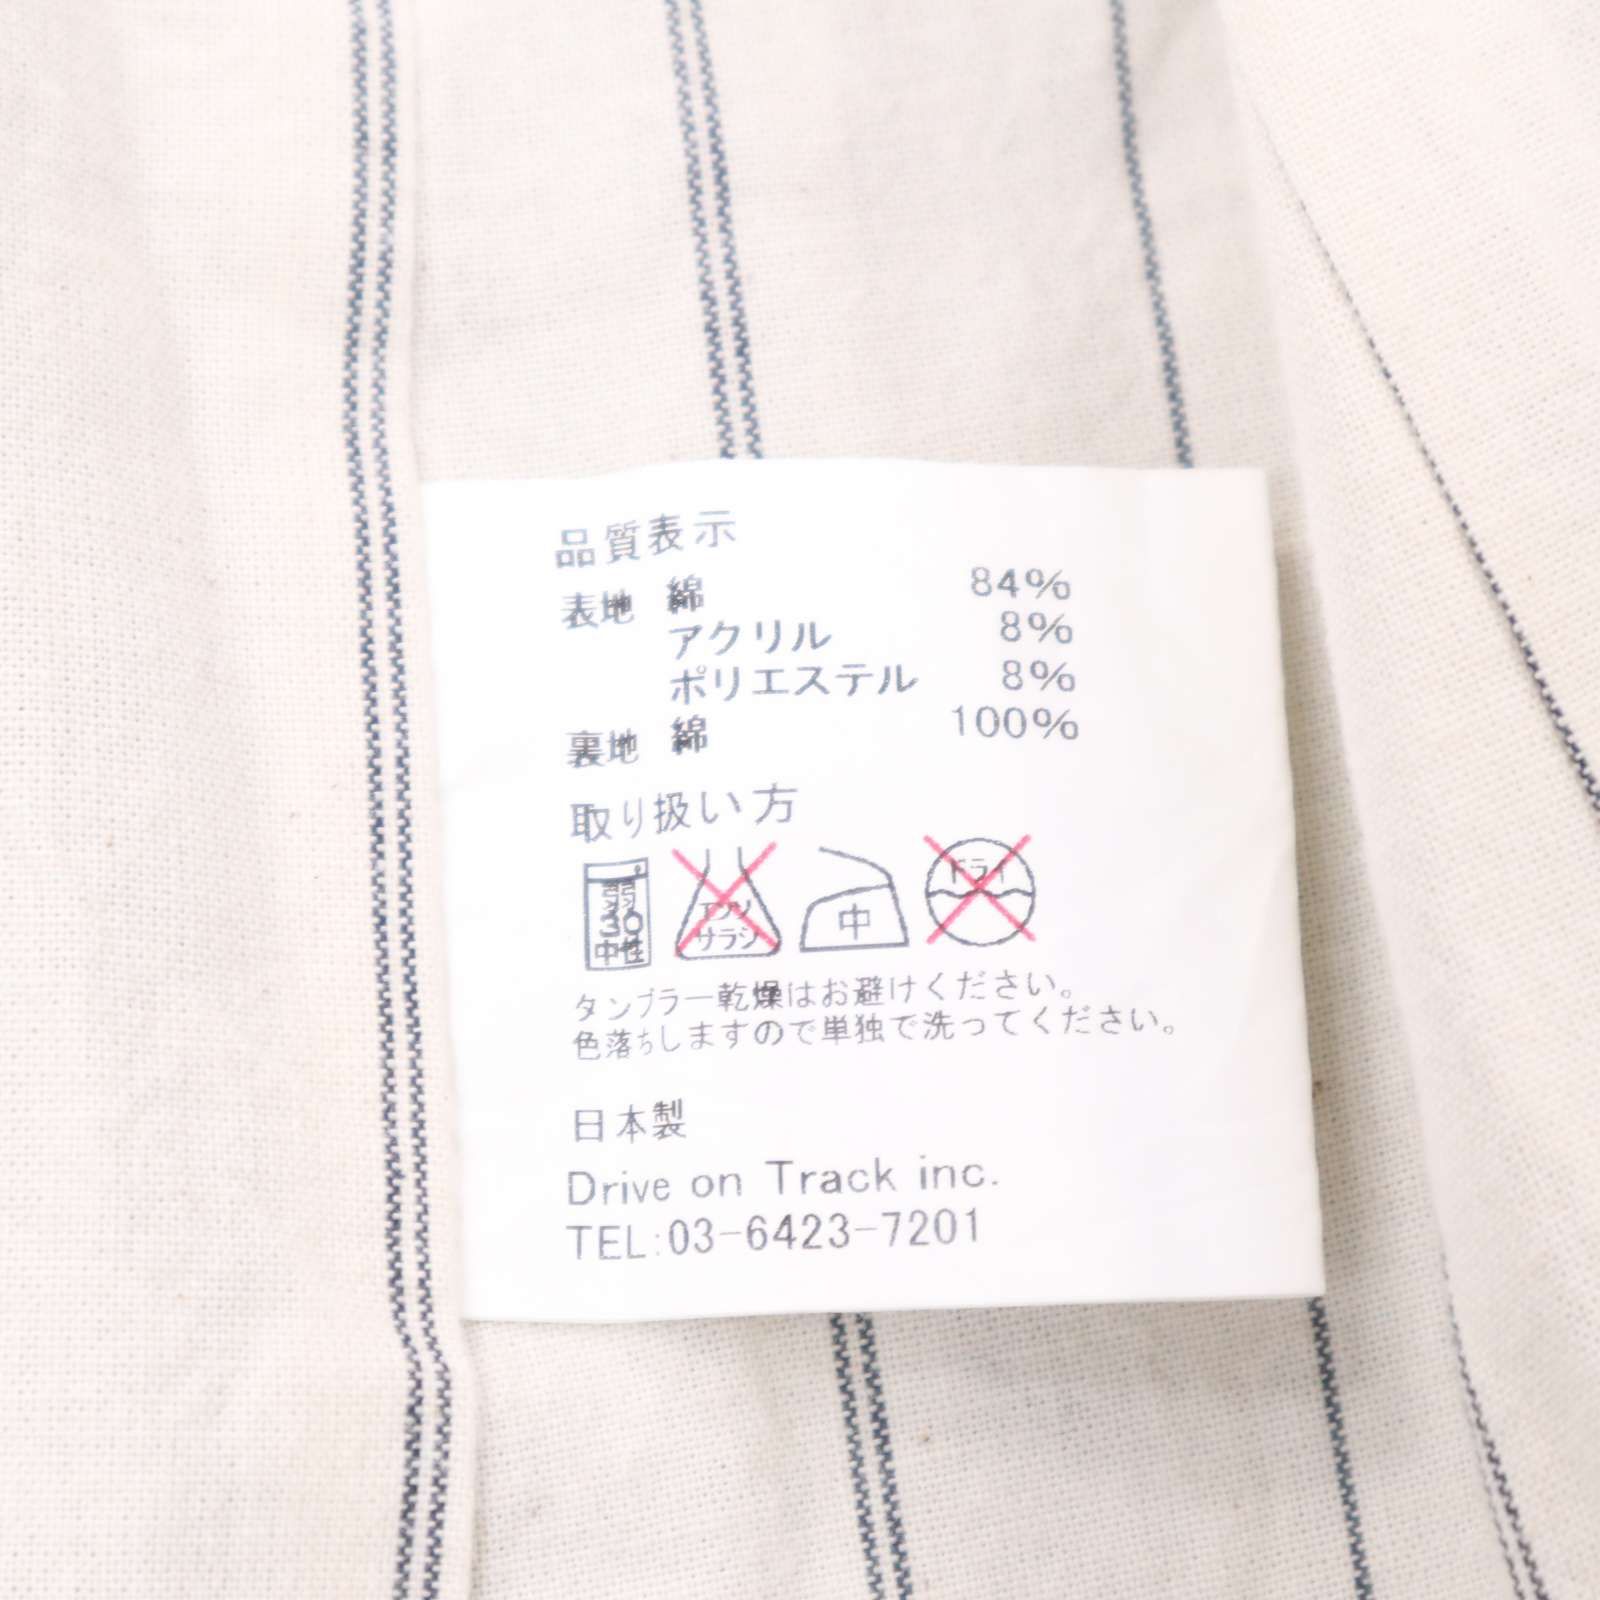 品質表示
表地 綿 84%
アクリル 8%
ポリエステル 8%
裏地 綿 100%
取り扱い方
弱 30 中性 エンソ サラシ 中 ドライ
タンブラー乾燥はお避けください。
色落ちしますので単独で洗ってください。
日本製
Drive on Track inc.
TEL:03-6423-7201